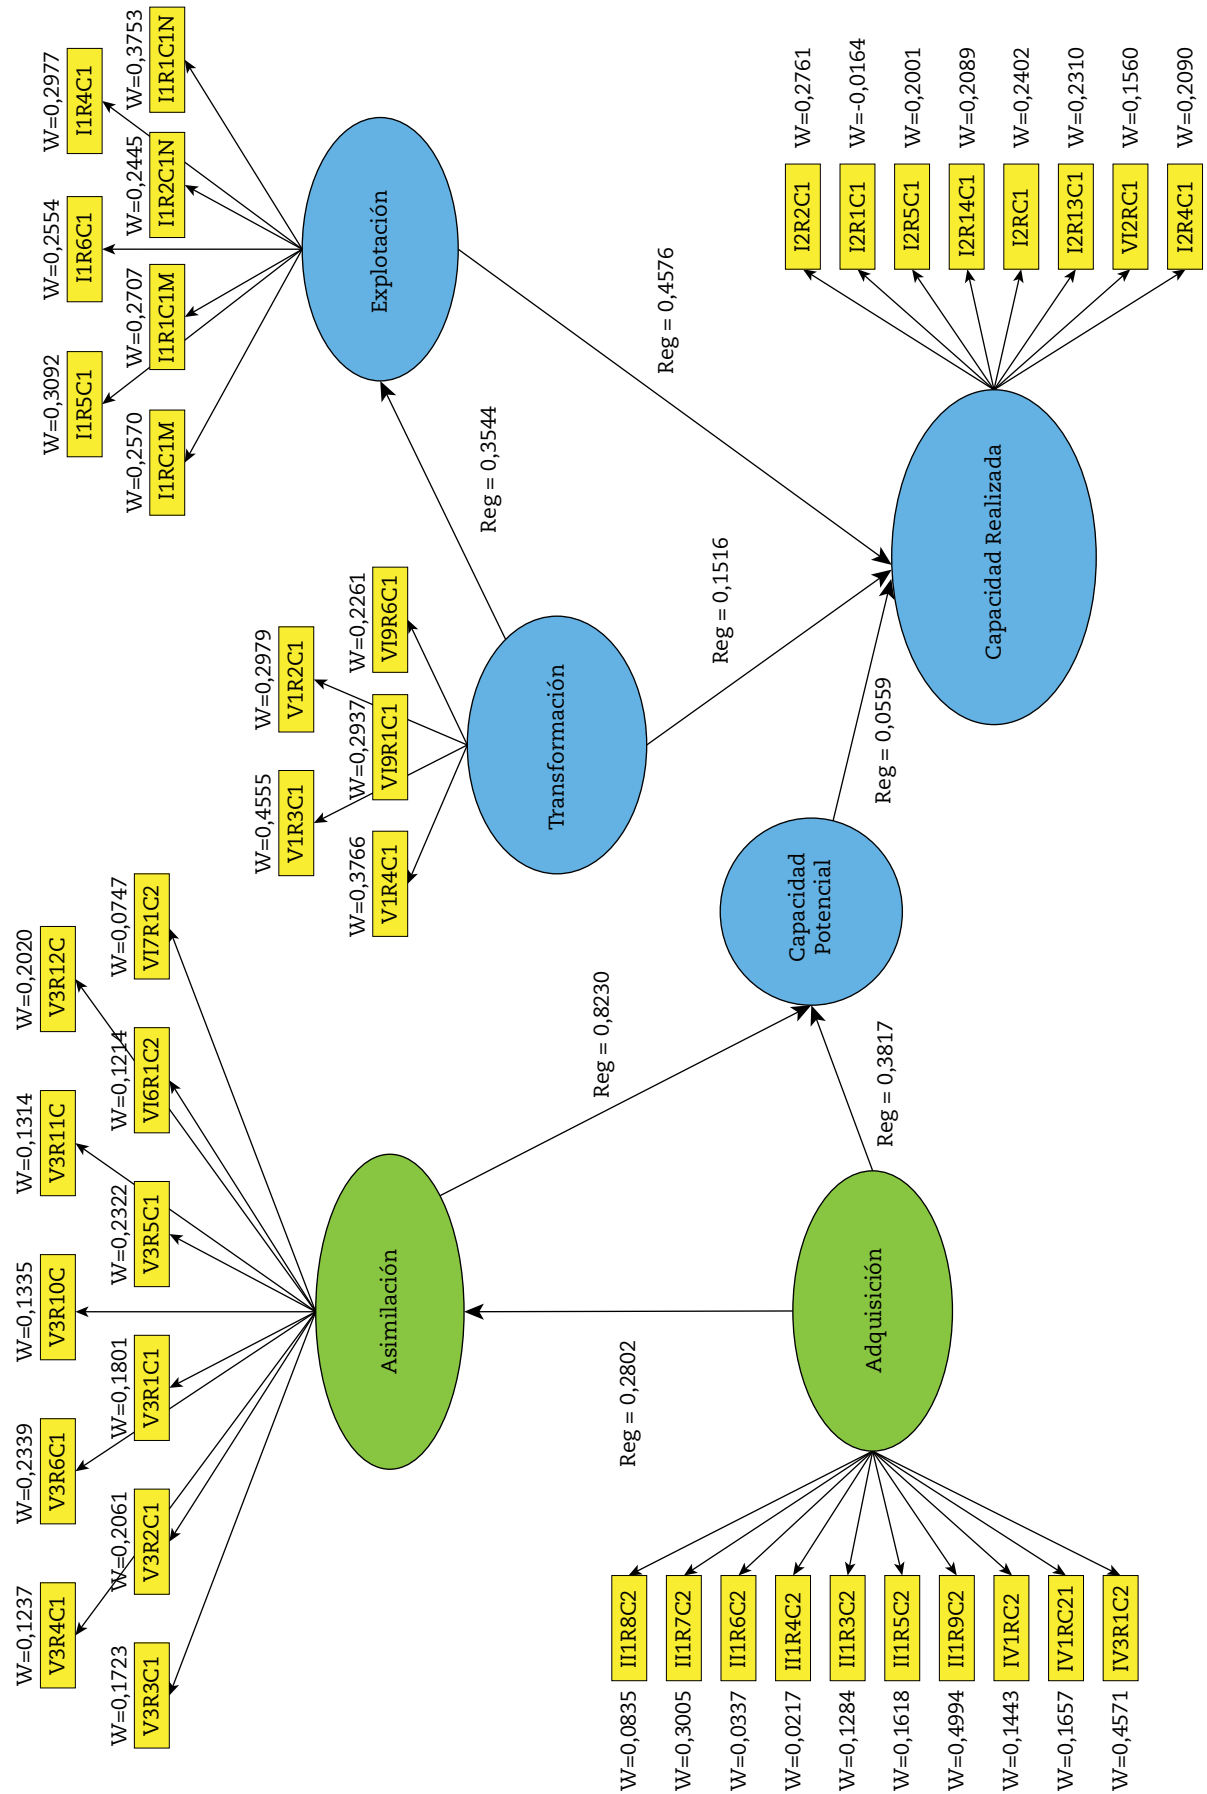 W=0,1237
V3R4C1
W=0,2339
V3R6C1
W=0,1335
V3R10C
W=0,1314
V3R11C
W=0,2020
V3R12C
W=0,1723
V3R3C1
W=0,2061
V3R2C1
W=0,1801
V3R1C1
W=0,2322
V3R5C1
W=0,1214
VI6R1C2
W=0,0747
VI7R1C2
Asimilación
W=0,4555
V1R3C1
W=0,2979
V1R2C1
W=0,3766
V1R4C1
W=0,2937
VI9R1C1
W=0,2261
VI9R6C1
Transformación
W=0,3092
I1R5C1
W=0,2554
I1R6C1
W=0,2977
I1R4C1
W=0,2570
I1RC1M
W=0,2707
I1R1C1M
W=0,2445
I1R2C1N
W=0,3753
I1R1C1N
Explotación
Reg = 0,3544
Reg = 0,2802
Reg = 0,8230
Reg = 0,1516
Reg = 0,4576
W=0,0835
II1R8C2
W=0,3005
II1R7C2
W=0,0337
II1R6C2
W=0,0217
II1R4C2
W=0,1284
II1R3C2
W=0,1618
II1R5C2
W=0,4994
II1R9C2
W=0,1443
IV1RC2
W=0,1657
IV1RC21
W=0,4571
IV3R1C2
Adquisición
Reg = 0,3817
Capacidad
Potencial
Reg = 0,0559
Capacidad Realizada
I2R2C1
W=0,2761
I2R1C1
W=-0,0164
I2R5C1
W=0,2001
I2R14C1
W=0,2089
I2RC1
W=0,2402
I2R13C1
W=0,2310
VI2RC1
W=0,1560
I2R4C1
W=0,2090